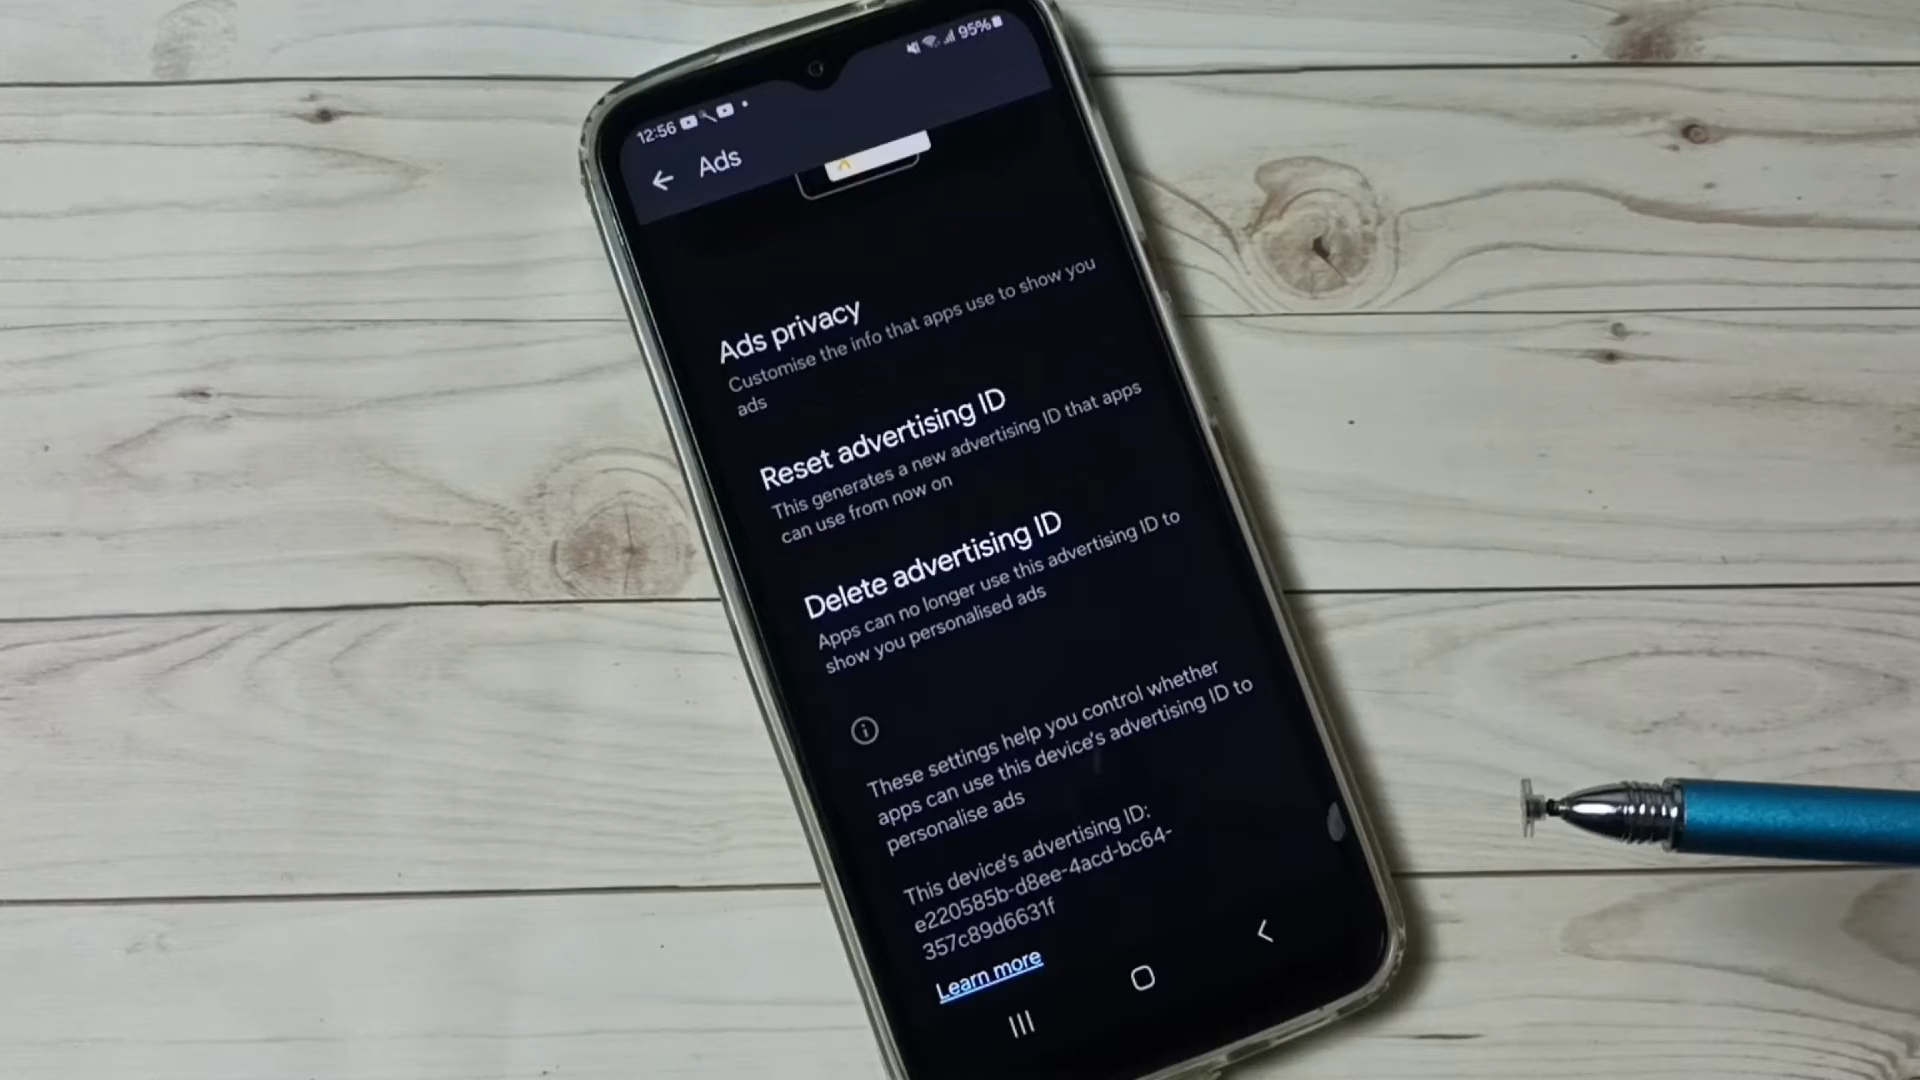 12:56
95%
Ads
Ads privacy
Customise the info that apps use to show you
ads
Reset advertising ID
This generates a new advertising ID that apps
can use from now on
Delete advertising ID
Apps can no longer use this advertising ID to
show you personalised ads
These settings help you control whether
apps can use this device's advertising ID to
personalise ads
This device's advertising ID:
e220585b-d8ee-4acd-bc64-
357c89d6631f
Learn more